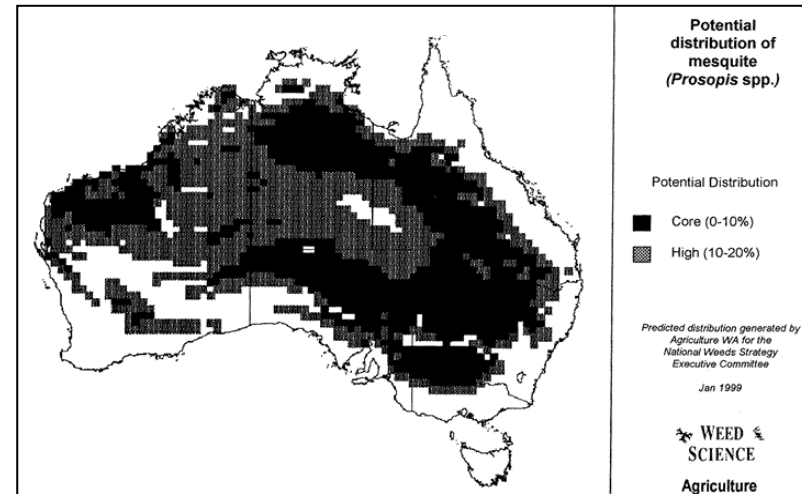 Potential
distribution of
mesquite
(Prosopis spp.)
Potential Distribution
Core (0-10%)
High (10-20%)
Predicted distribution generated by
Agriculture WA for the
National Weeds Strategy
Executive Committee
Jan 1999
WEED
SCIENCE
Agriculture